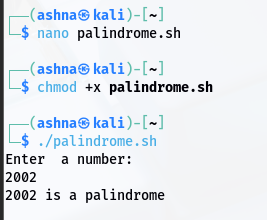 ┌──(ashna㉿kali)-[~]
└─$ nano palindrome.sh
┌──(ashna㉿kali)-[~]
└─$ chmod +x palindrome.sh
┌──(ashna㉿kali)-[~]
└─$ ./palindrome.sh
Enter  a number:
2002
2002 is a palindrome